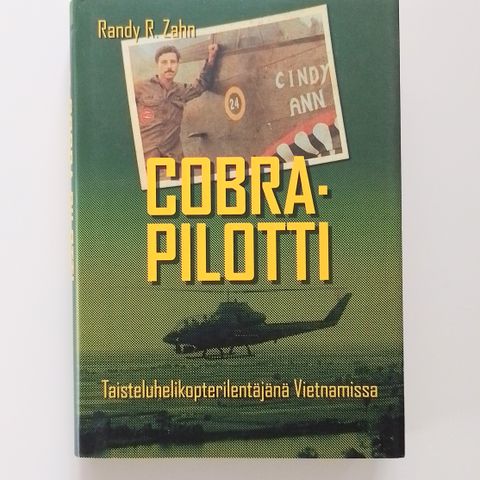 Randy R. Zahn
CINDY
ANN
24
COBRA-
PILOTTI
Taisteluhelikopterilentäjänä Vietnamissa